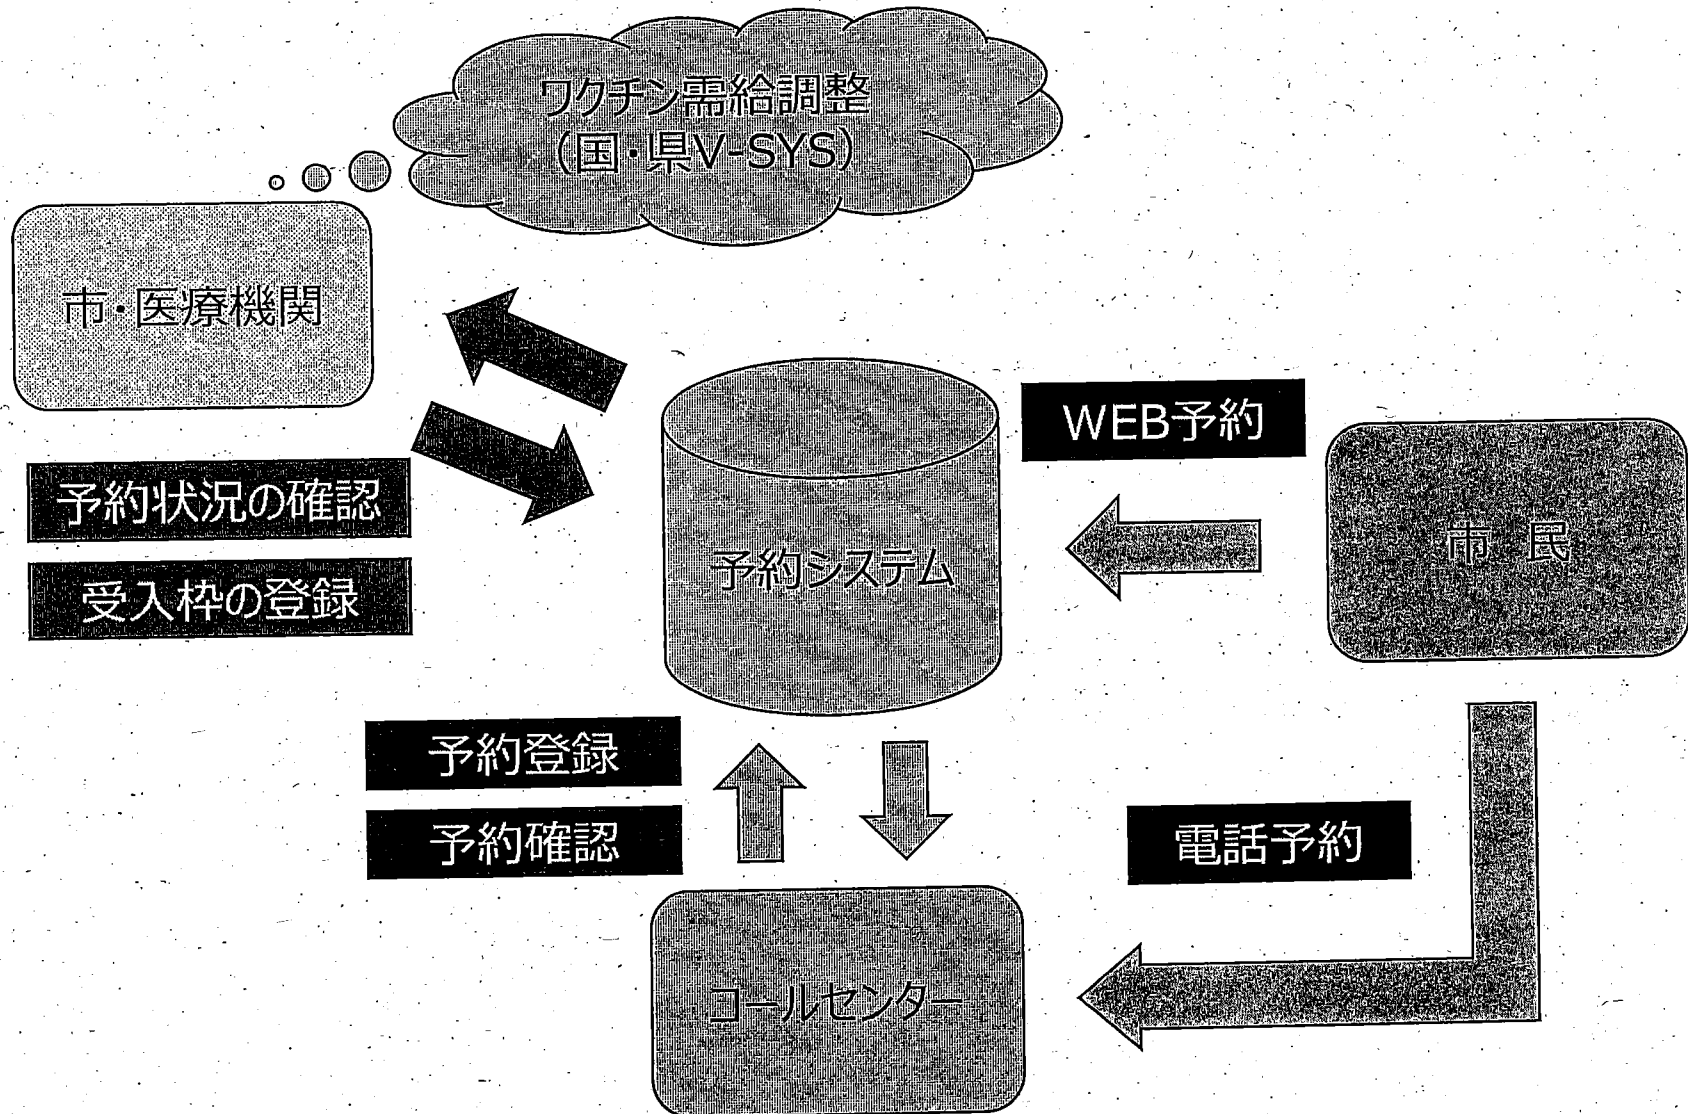 ワクチン需給調整
（国・県V-SYS）
市・医療機関
予約状況の確認
受入枠の登録
予約システム
WEB予約
市 民
予約登録
予約確認
電話予約
コールセンター